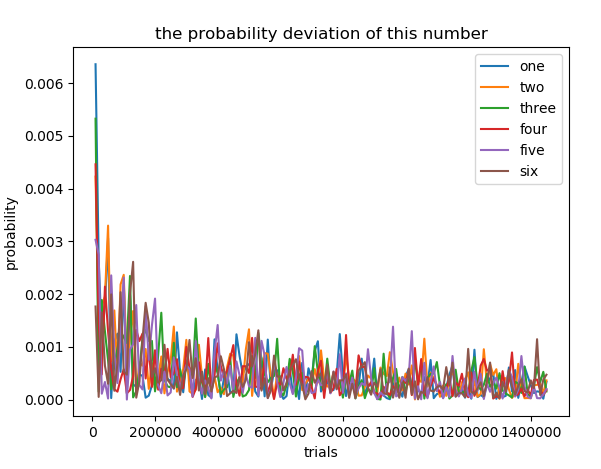 the probability deviation of this number
one
two
three
four
five
six
0.006
0.005
0.004
0.003
0.002
0.001
0.000
probability
0 200000 400000 600000 800000 1000000 1200000 1400000
trials